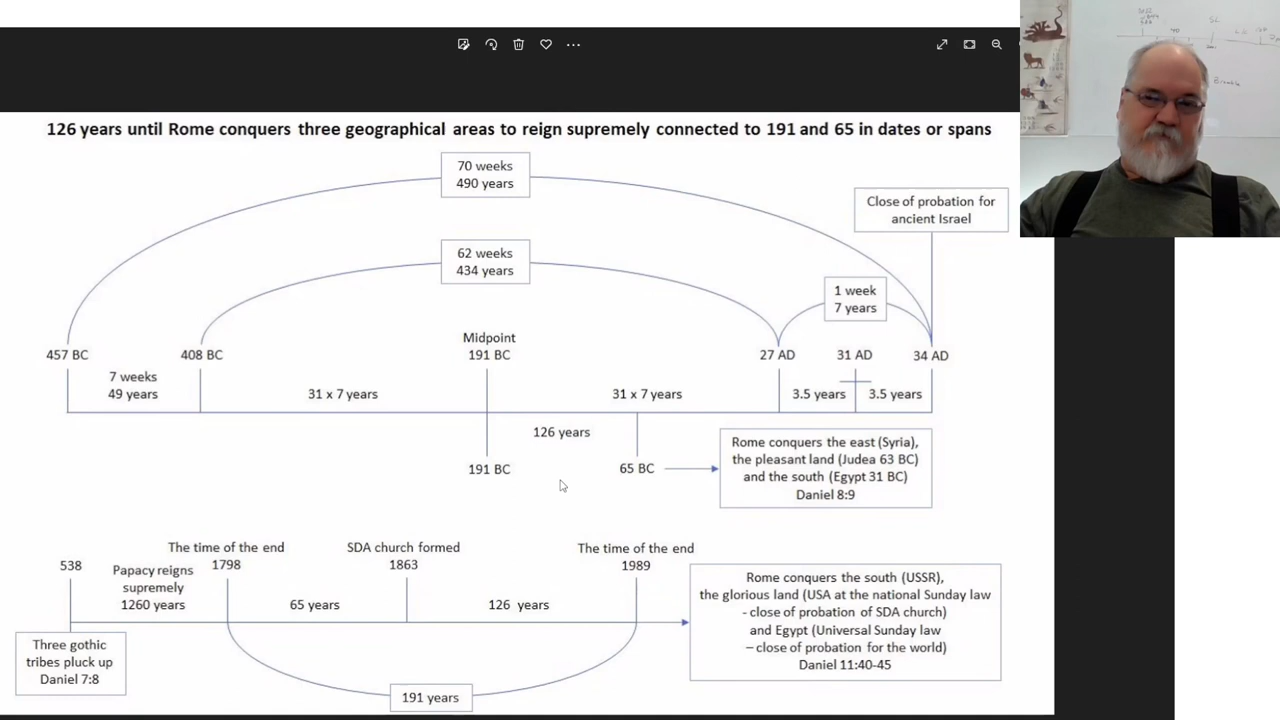 126 years until Rome conquers three geographical areas to reign supremely connected to 191 and 65 in dates or spans
70 weeks
490 years
Close of probation for
ancient Israel
62 weeks
434 years
1 week
7 years
Midpoint
457 BC
408 BC
191 BC
27 AD
31 AD
34 AD
7 weeks
49 years
31 x 7 years
31 x 7 years
3.5 years
3.5 years
126 years
191 BC
65 BC
Rome conquers the east (Syria),
the pleasant land (Judea 63 BC)
and the south (Egypt 31 BC)
Daniel 8:9
The time of the end
SDA church formed
The time of the end
538
1798
1863
1989
Papacy reigns
supremely
1260 years
65 years
126 years
Rome conquers the south (USSR),
the glorious land (USA at the national Sunday law
- close of probation of SDA church)
and Egypt (Universal Sunday law
– close of probation for the world)
Daniel 11:40-45
Three gothic
tribes pluck up
Daniel 7:8
191 years